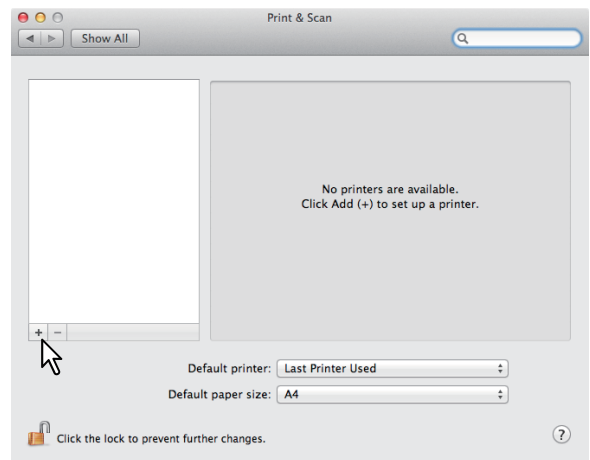 Print & Scan
Show All
No printers are available.
Click Add (+) to set up a printer.
+ −
Default printer: Last Printer Used
Default paper size: A4
Click the lock to prevent further changes.
?